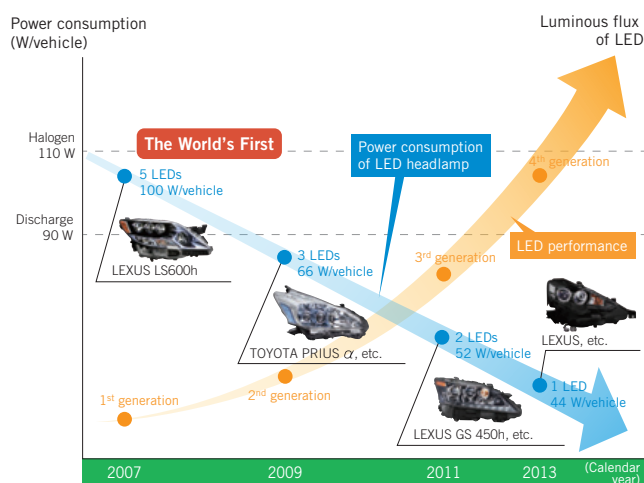 Power consumption
(W/vehicle)
Luminous flux
of LED
Halogen
110 W
The World's First
Power consumption
of LED headlamp
4th generation
5 LEDs
100 W/vehicle
Discharge
90 W
LED performance
3 LEDs
66 W/vehicle
3rd generation
LEXUS LS600h
TOYOTA PRIUS α, etc.
2 LEDs
52 W/vehicle
LEXUS, etc.
1st generation
2nd generation
1 LED
44 W/vehicle
LEXUS GS 450h, etc.
2007
2009
2011
2013
(Calendar
year)